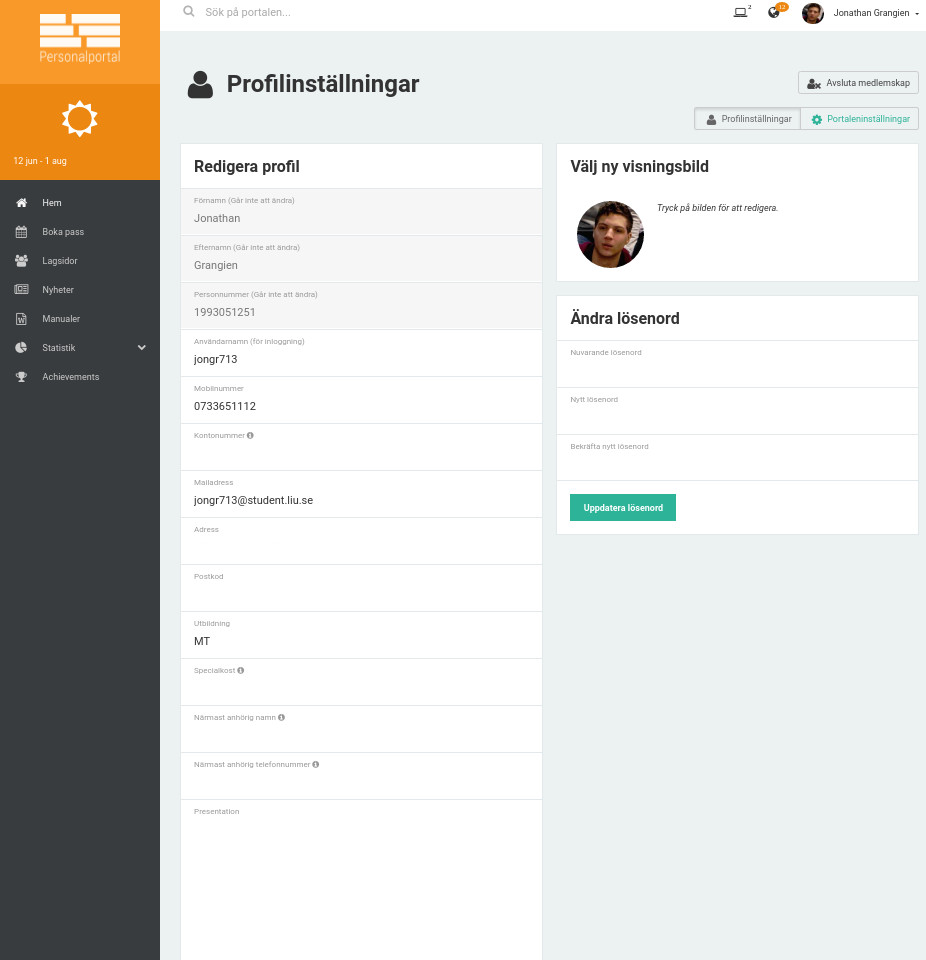 Personalportal
12 jun - 1 aug
Hem
Boka pass
Lagsidor
Nyheter
Manualer
Statistik
Achievements
Sök på portalen...
2
12
Jonathan Grangien
Profilinställningar
Avsluta medlemskap
Profilinställningar
Portaleninställningar
Redigera profil
Förnamn (Går inte att ändra)
Jonathan
Efternamn (Går inte att ändra)
Grangien
Personnummer (Går inte att ändra)
1993051251
Användarnamn (för inloggning)
jongr713
Mobilnummer
0733651112
Kontonummer
Mailadress
jongr713@student.liu.se
Adress
Postkod
Utbildning
MT
Specialkost
Närmast anhörig namn
Närmast anhörig telefonnummer
Presentation
Välj ny visningsbild
Tryck på bilden för att redigera.
Ändra lösenord
Nuvarande lösenord
Nytt lösenord
Bekräfta nytt lösenord
Uppdatera lösenord